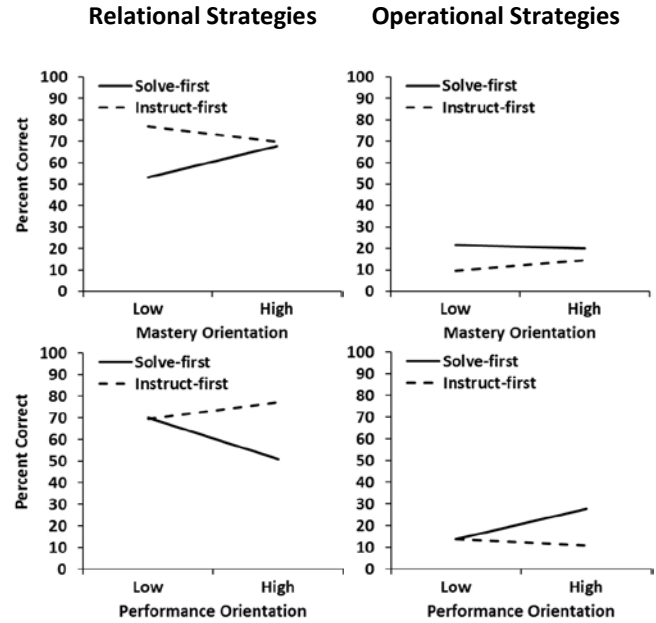 Relational Strategies
Operational Strategies
Percent Correct
100
90
80
70
60
50
40
30
20
10
0
Solve-first
Instruct-first
Low
High
Mastery Orientation
100
90
80
70
60
50
40
30
20
10
0
Solve-first
Instruct-first
Low
High
Mastery Orientation
Percent Correct
100
90
80
70
60
50
40
30
20
10
0
Solve-first
Instruct-first
Low
High
Performance Orientation
100
90
80
70
60
50
40
30
20
10
0
Solve-first
Instruct-first
Low
High
Performance Orientation